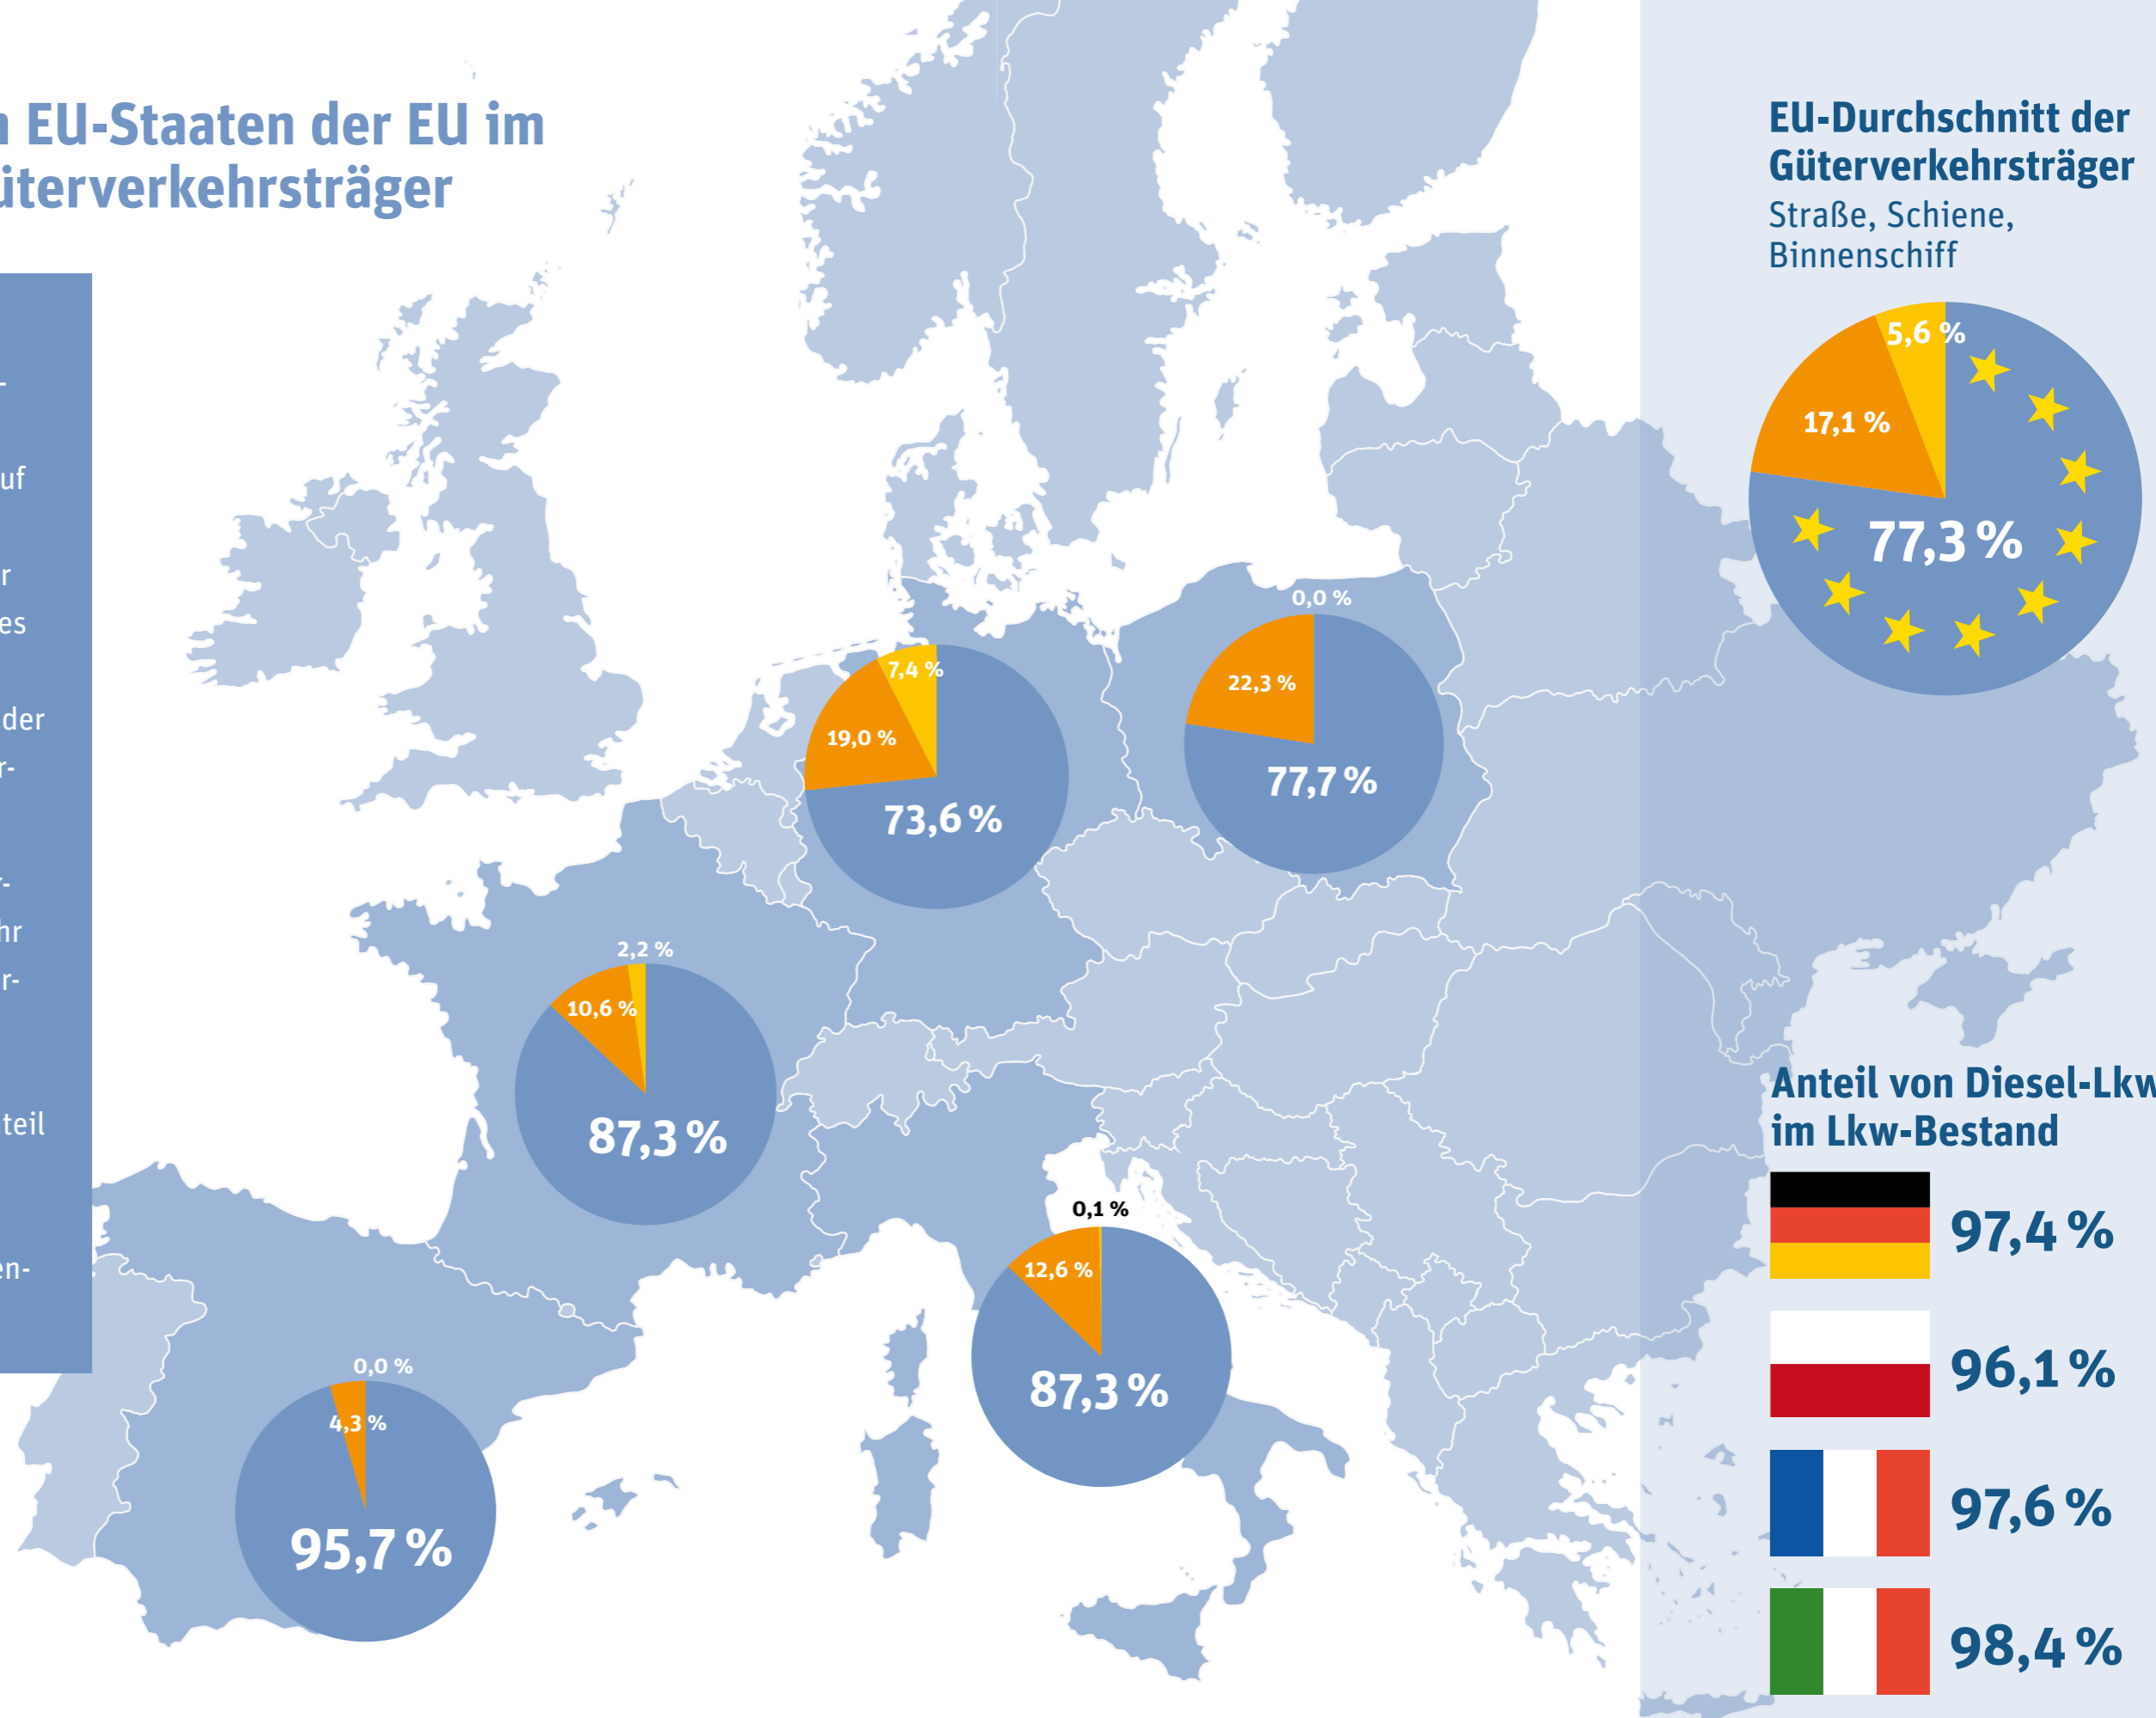 EU-Staaten der EU im
üterverkehrsträger
uf
r
es
der
r-
hr
r-
teil
en-
EU-Durchschnitt der
Güterverkehrsträger
Straße, Schiene,
Binnenschiff
5,6 %
17,1 %
77,3 %
0,0 %
22,3 %
77,7 %
7,4 %
19,0 %
73,6 %
2,2 %
10,6 %
87,3 %
0,1 %
12,6 %
87,3 %
0,0 %
4,3 %
95,7 %
Anteil von Diesel-Lkw
im Lkw-Bestand
97,4 %
96,1 %
97,6 %
98,4 %